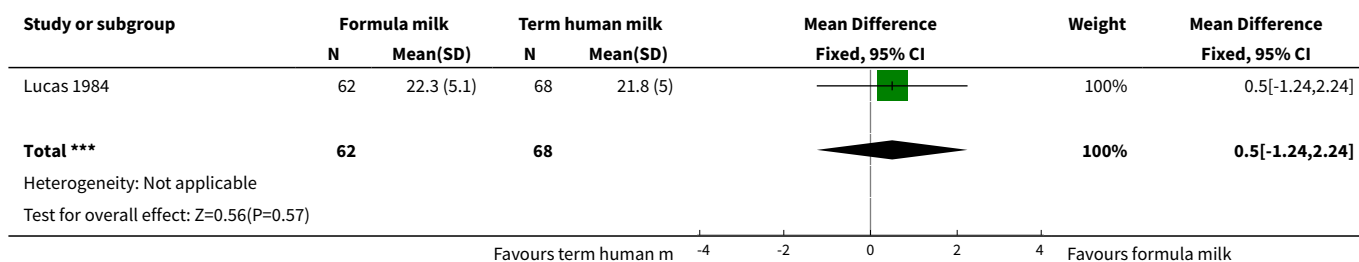 Study or subgroup Formula milk Term human milk Mean Difference Weight Mean Difference
N Mean(SD) N Mean(SD) Fixed, 95% CI Fixed, 95% CI
Lucas 1984 62 22.3 (5.1) 68 21.8 (5) 100% 0.5[-1.24,2.24]
Total *** 62 68 100% 0.5[-1.24,2.24]
Heterogeneity: Not applicable
Test for overall effect: Z=0.56(P=0.57)
Favours term human m -4 -2 0 2 4 Favours formula milk